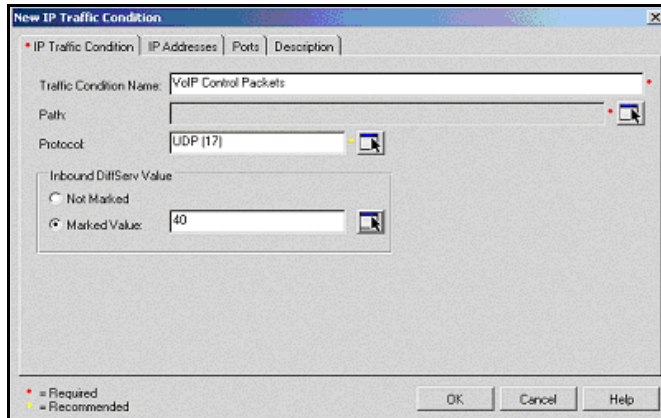 New IP Traffic Condition
* IP Traffic Condition IP Addresses Ports Description
Traffic Condition Name: VoIP Control Packets *
Path: *
Protocol: UDP (17) *
Inbound DiffServ Value
Not Marked
Marked Value: 40
* = Required
* = Recommended
OK Cancel Help